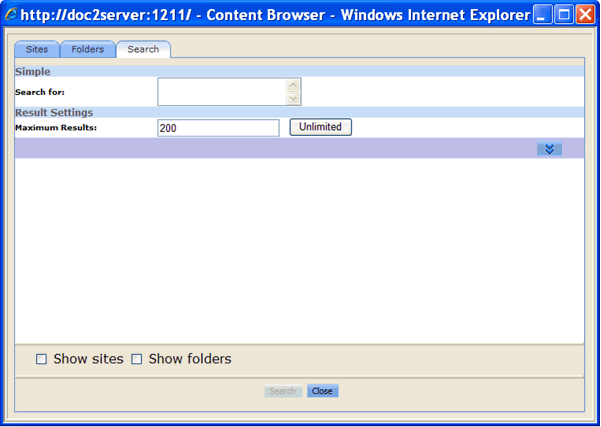 http://doc2server:1211/ - Content Browser - Windows Internet Explorer
Sites Folders Search
Simple
Search for:
Result Settings
Maximum Results: 200 Unlimited
Show sites Show folders
Search Close